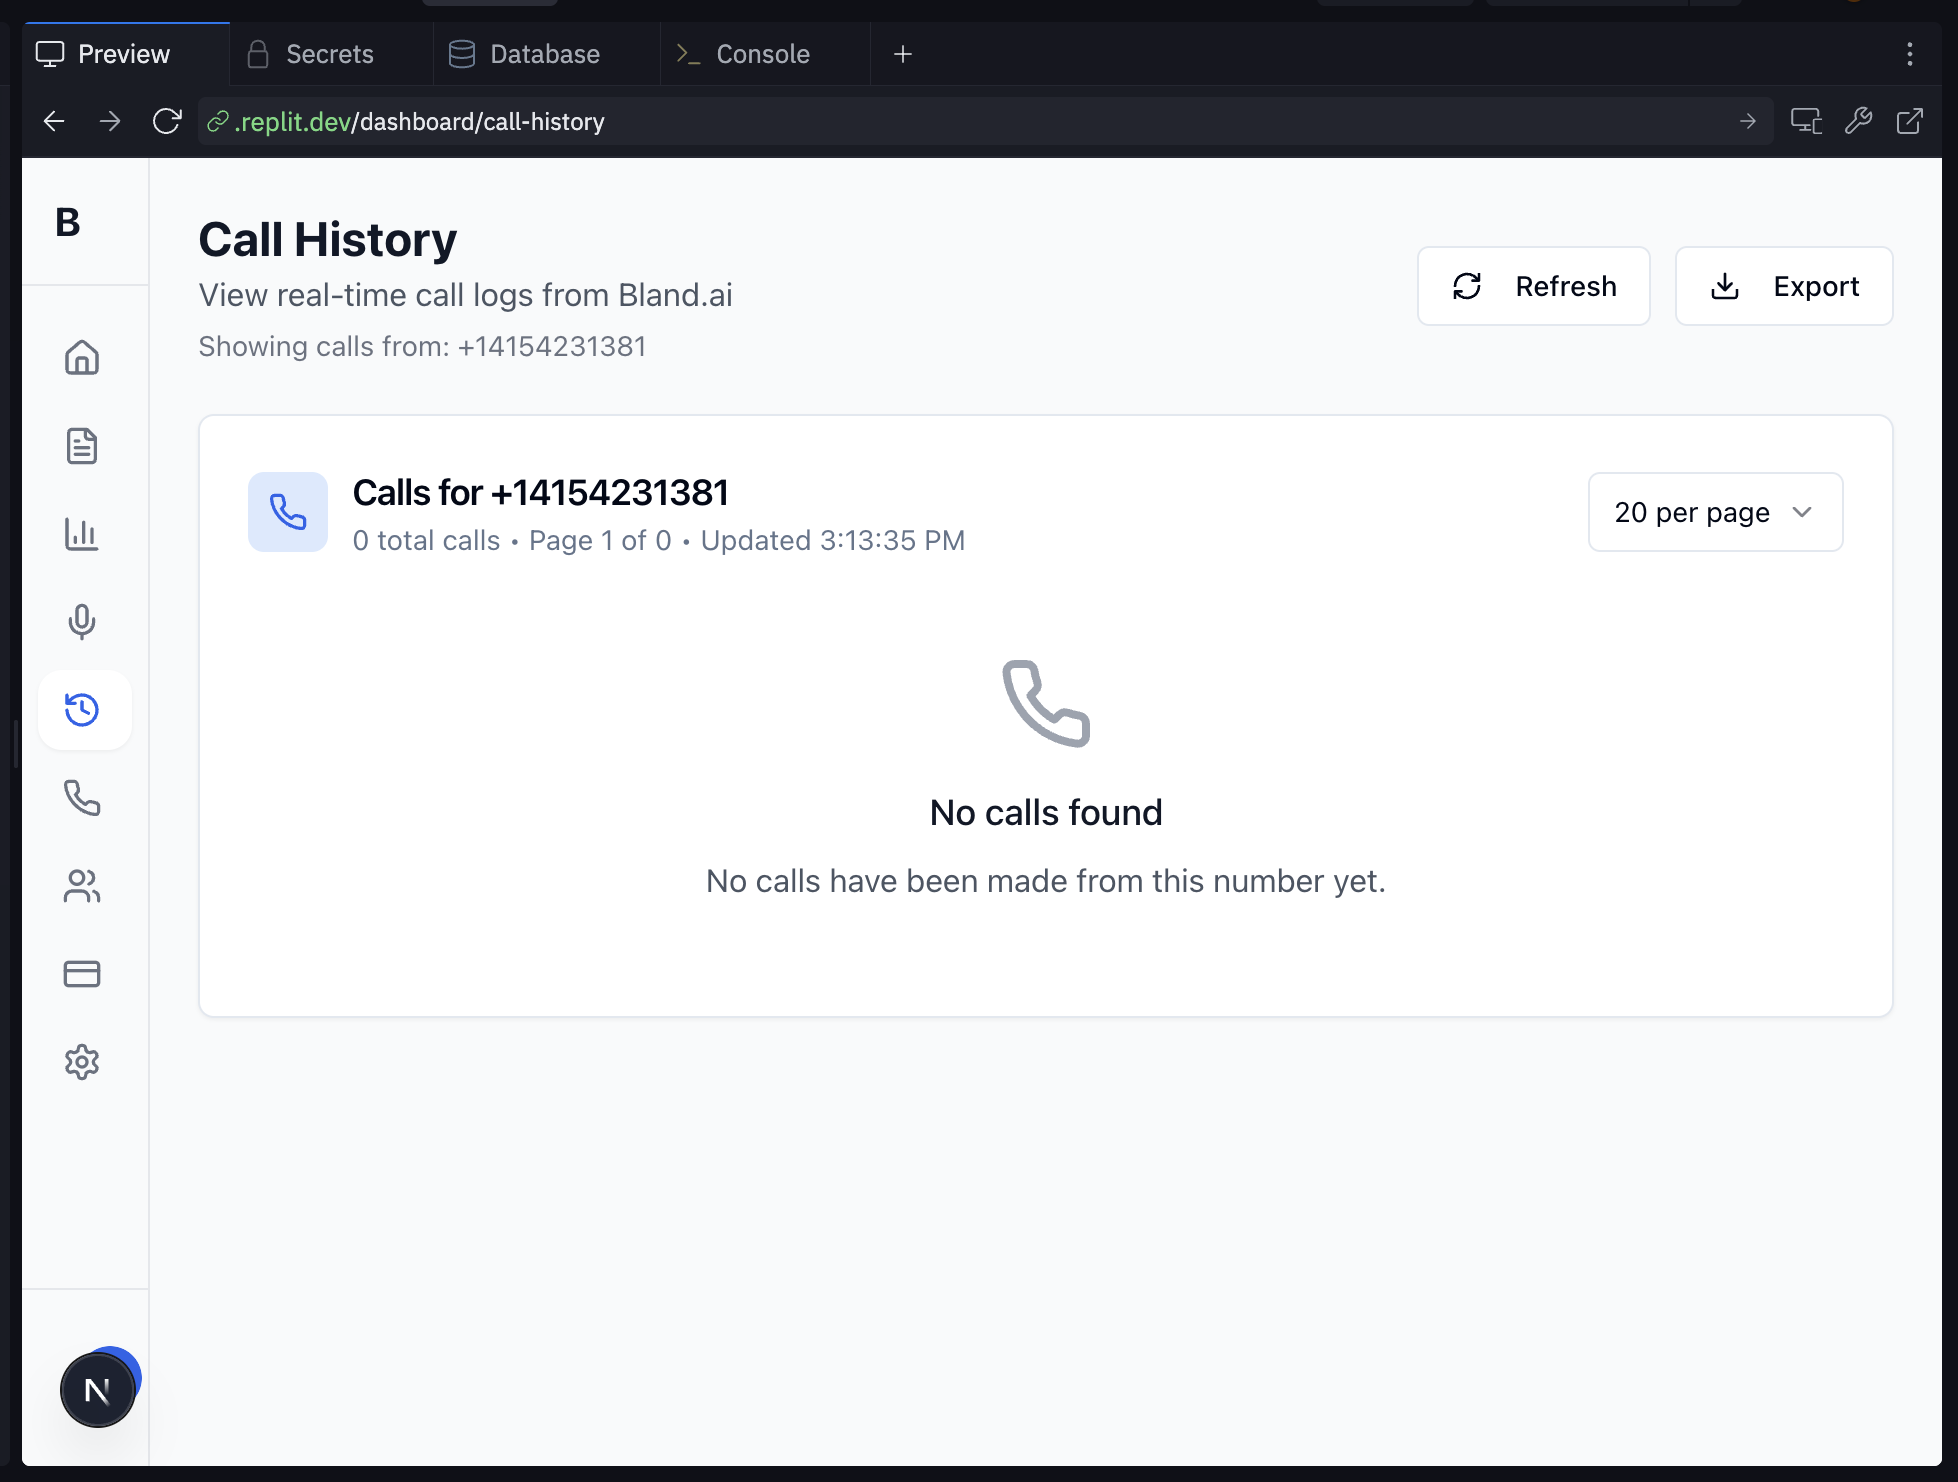 Preview
Secrets
Database
Console
.replit.dev/dashboard/call-history
B
Call History
View real-time call logs from Bland.ai
Showing calls from: +14154231381
Refresh
Export
Calls for +14154231381
0 total calls • Page 1 of 0 • Updated 3:13:35 PM
20 per page
No calls found
No calls have been made from this number yet.
N